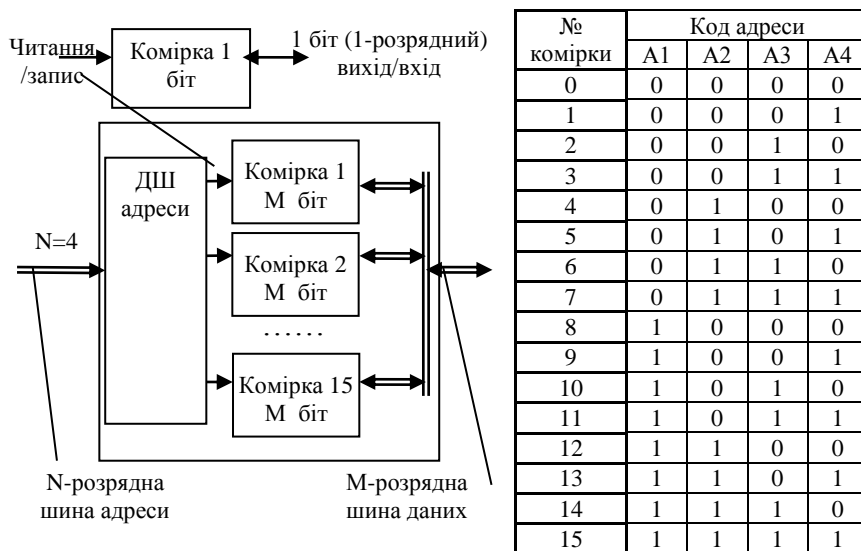 Читання
/запис
Комірка 1
біт
1 біт (1-розрядний)
вихід/вхід
ДШ
адреси
N=4
Комірка 1
М біт
Комірка 2
М біт
......
Комірка 15
М біт
N-розрядна
шина адреси
М-розрядна
шина даних
№ комірки Код адреси
А1 А2 А3 А4
0 0 0 0 0
1 0 0 0 1
2 0 0 1 0
3 0 0 1 1
4 0 1 0 0
5 0 1 0 1
6 0 1 1 0
7 0 1 1 1
8 1 0 0 0
9 1 0 0 1
10 1 0 1 0
11 1 0 1 1
12 1 1 0 0
13 1 1 0 1
14 1 1 1 0
15 1 1 1 1